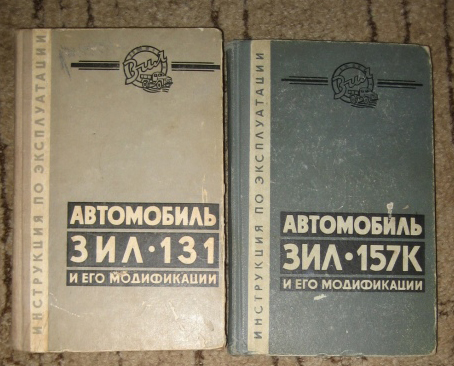 ИНСТРУКЦИЯ ПО ЭКСПЛУАТАЦИИ
АВТОМОБИЛЬ
ЗИЛ·131
И ЕГО МОДИФИКАЦИИ
ИНСТРУКЦИЯ ПО ЭКСПЛУАТАЦИИ
АВТОМОБИЛЬ
ЗИЛ·157К
И ЕГО МОДИФИКАЦИИ